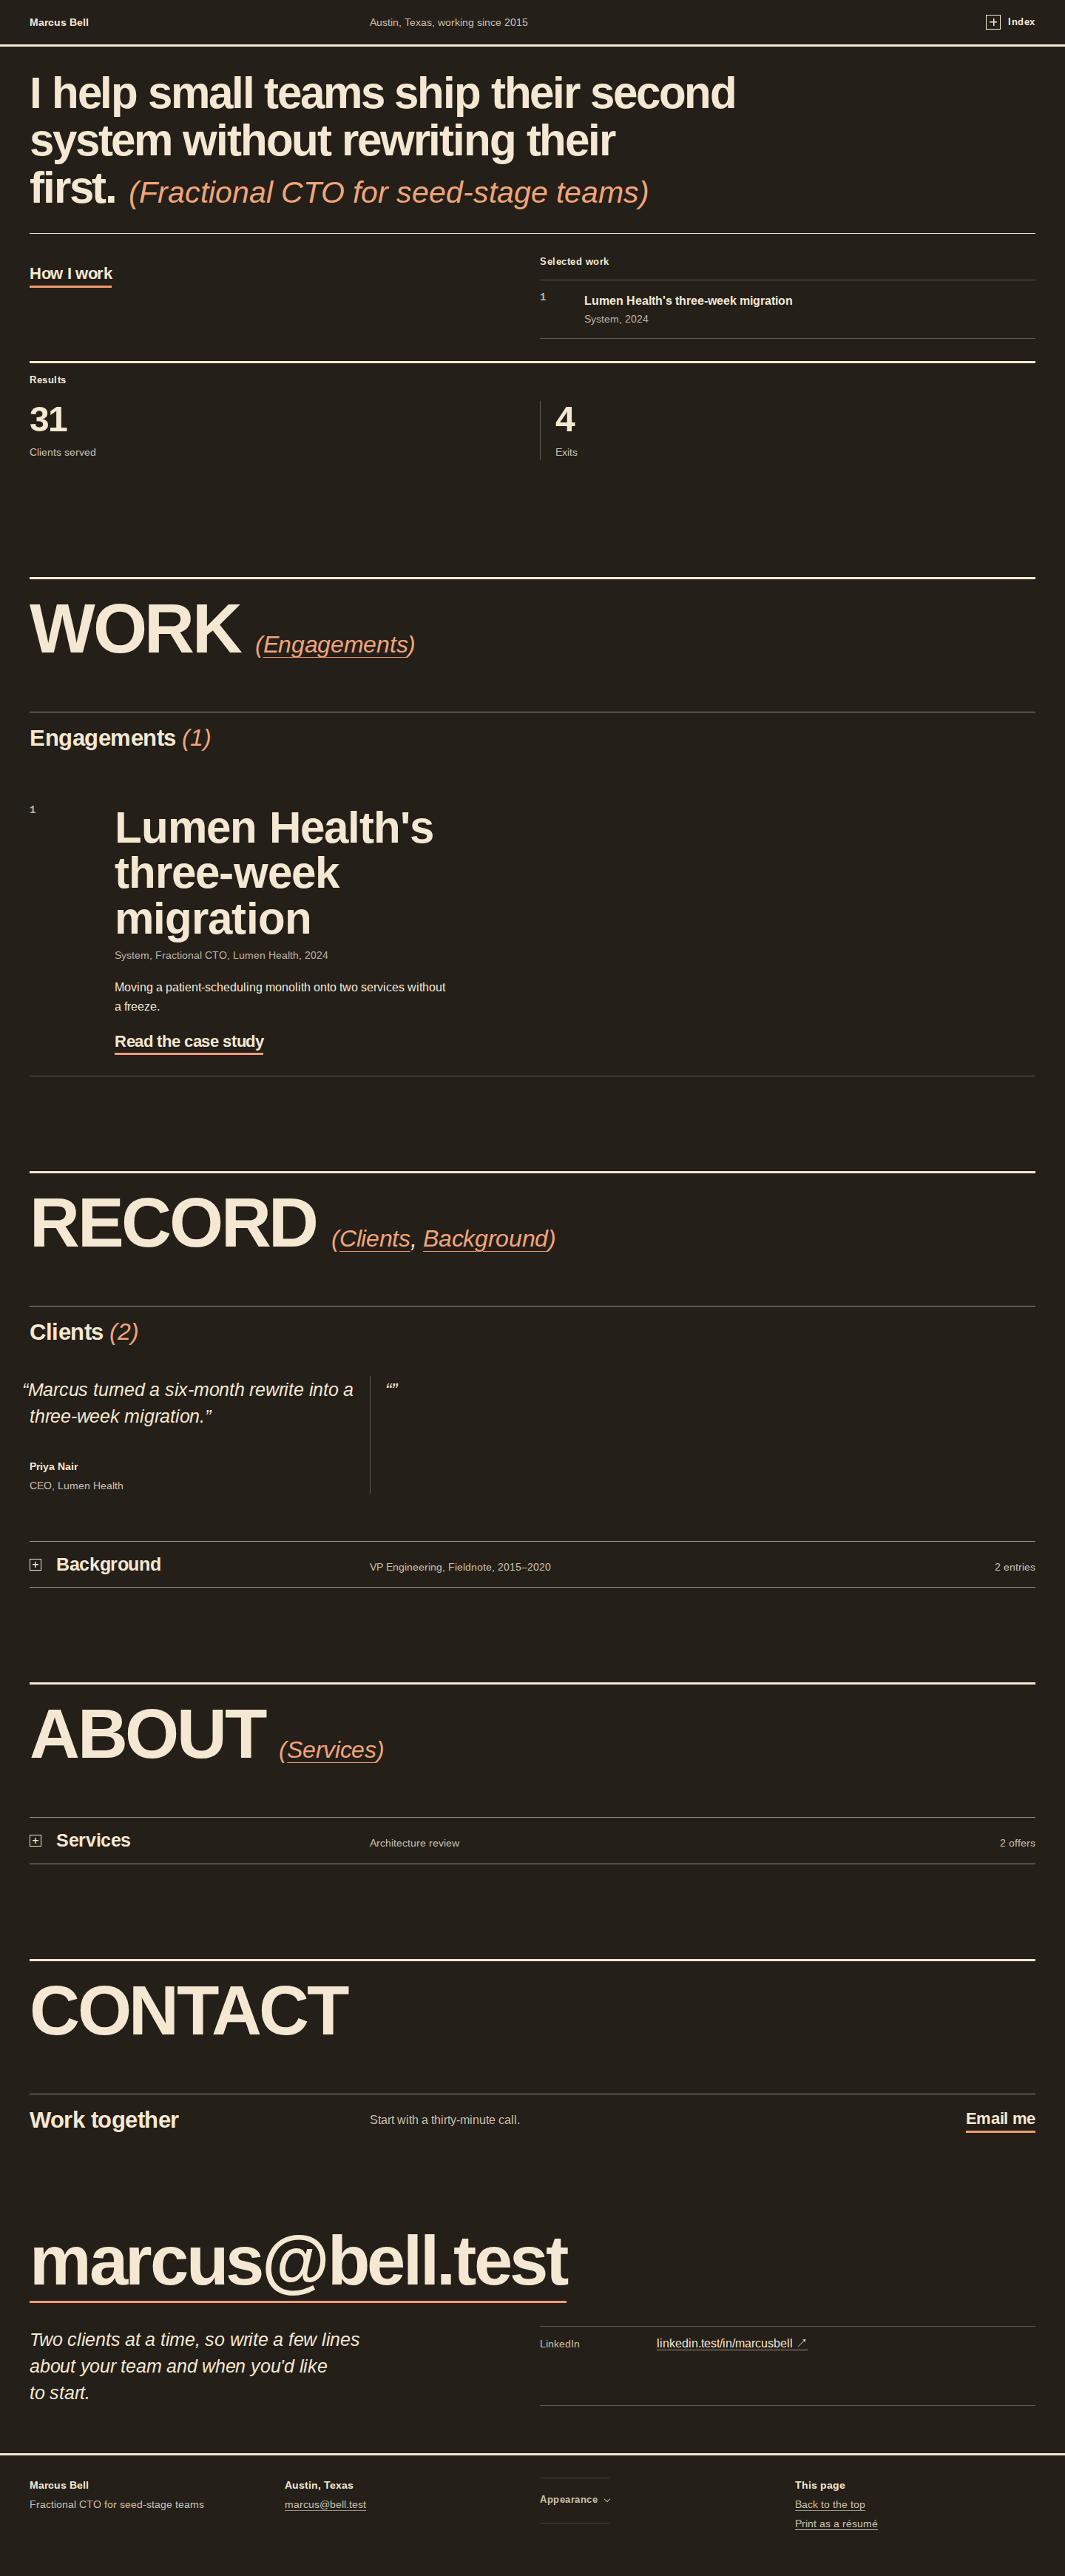 Marcus Bell
Austin, Texas, working since 2015
Index
I help small teams ship their second
system without rewriting their
first. (Fractional CTO for seed-stage teams)
How I work
Selected work
1
Lumen Health's three-week migration
System, 2024
Results
31
Clients served
4
Exits
WORK (Engagements)
Engagements (1)
1
Lumen Health's
three-week
migration
System, Fractional CTO, Lumen Health, 2024
Moving a patient-scheduling monolith onto two services without
a freeze.
Read the case study
RECORD (Clients, Background)
Clients (2)
“Marcus turned a six-month rewrite into a
three-week migration.”
Priya Nair
CEO, Lumen Health
“”
Background
VP Engineering, Fieldnote, 2015–2020
2 entries
ABOUT (Services)
Services
Architecture review
2 offers
CONTACT
Work together
Start with a thirty-minute call.
Email me
marcus@bell.test
Two clients at a time, so write a few lines
about your team and when you'd like
to start.
LinkedIn
linkedin.test/in/marcusbell ↗
Marcus Bell
Fractional CTO for seed-stage teams
Austin, Texas
marcus@bell.test
Appearance
This page
Back to the top
Print as a résumé